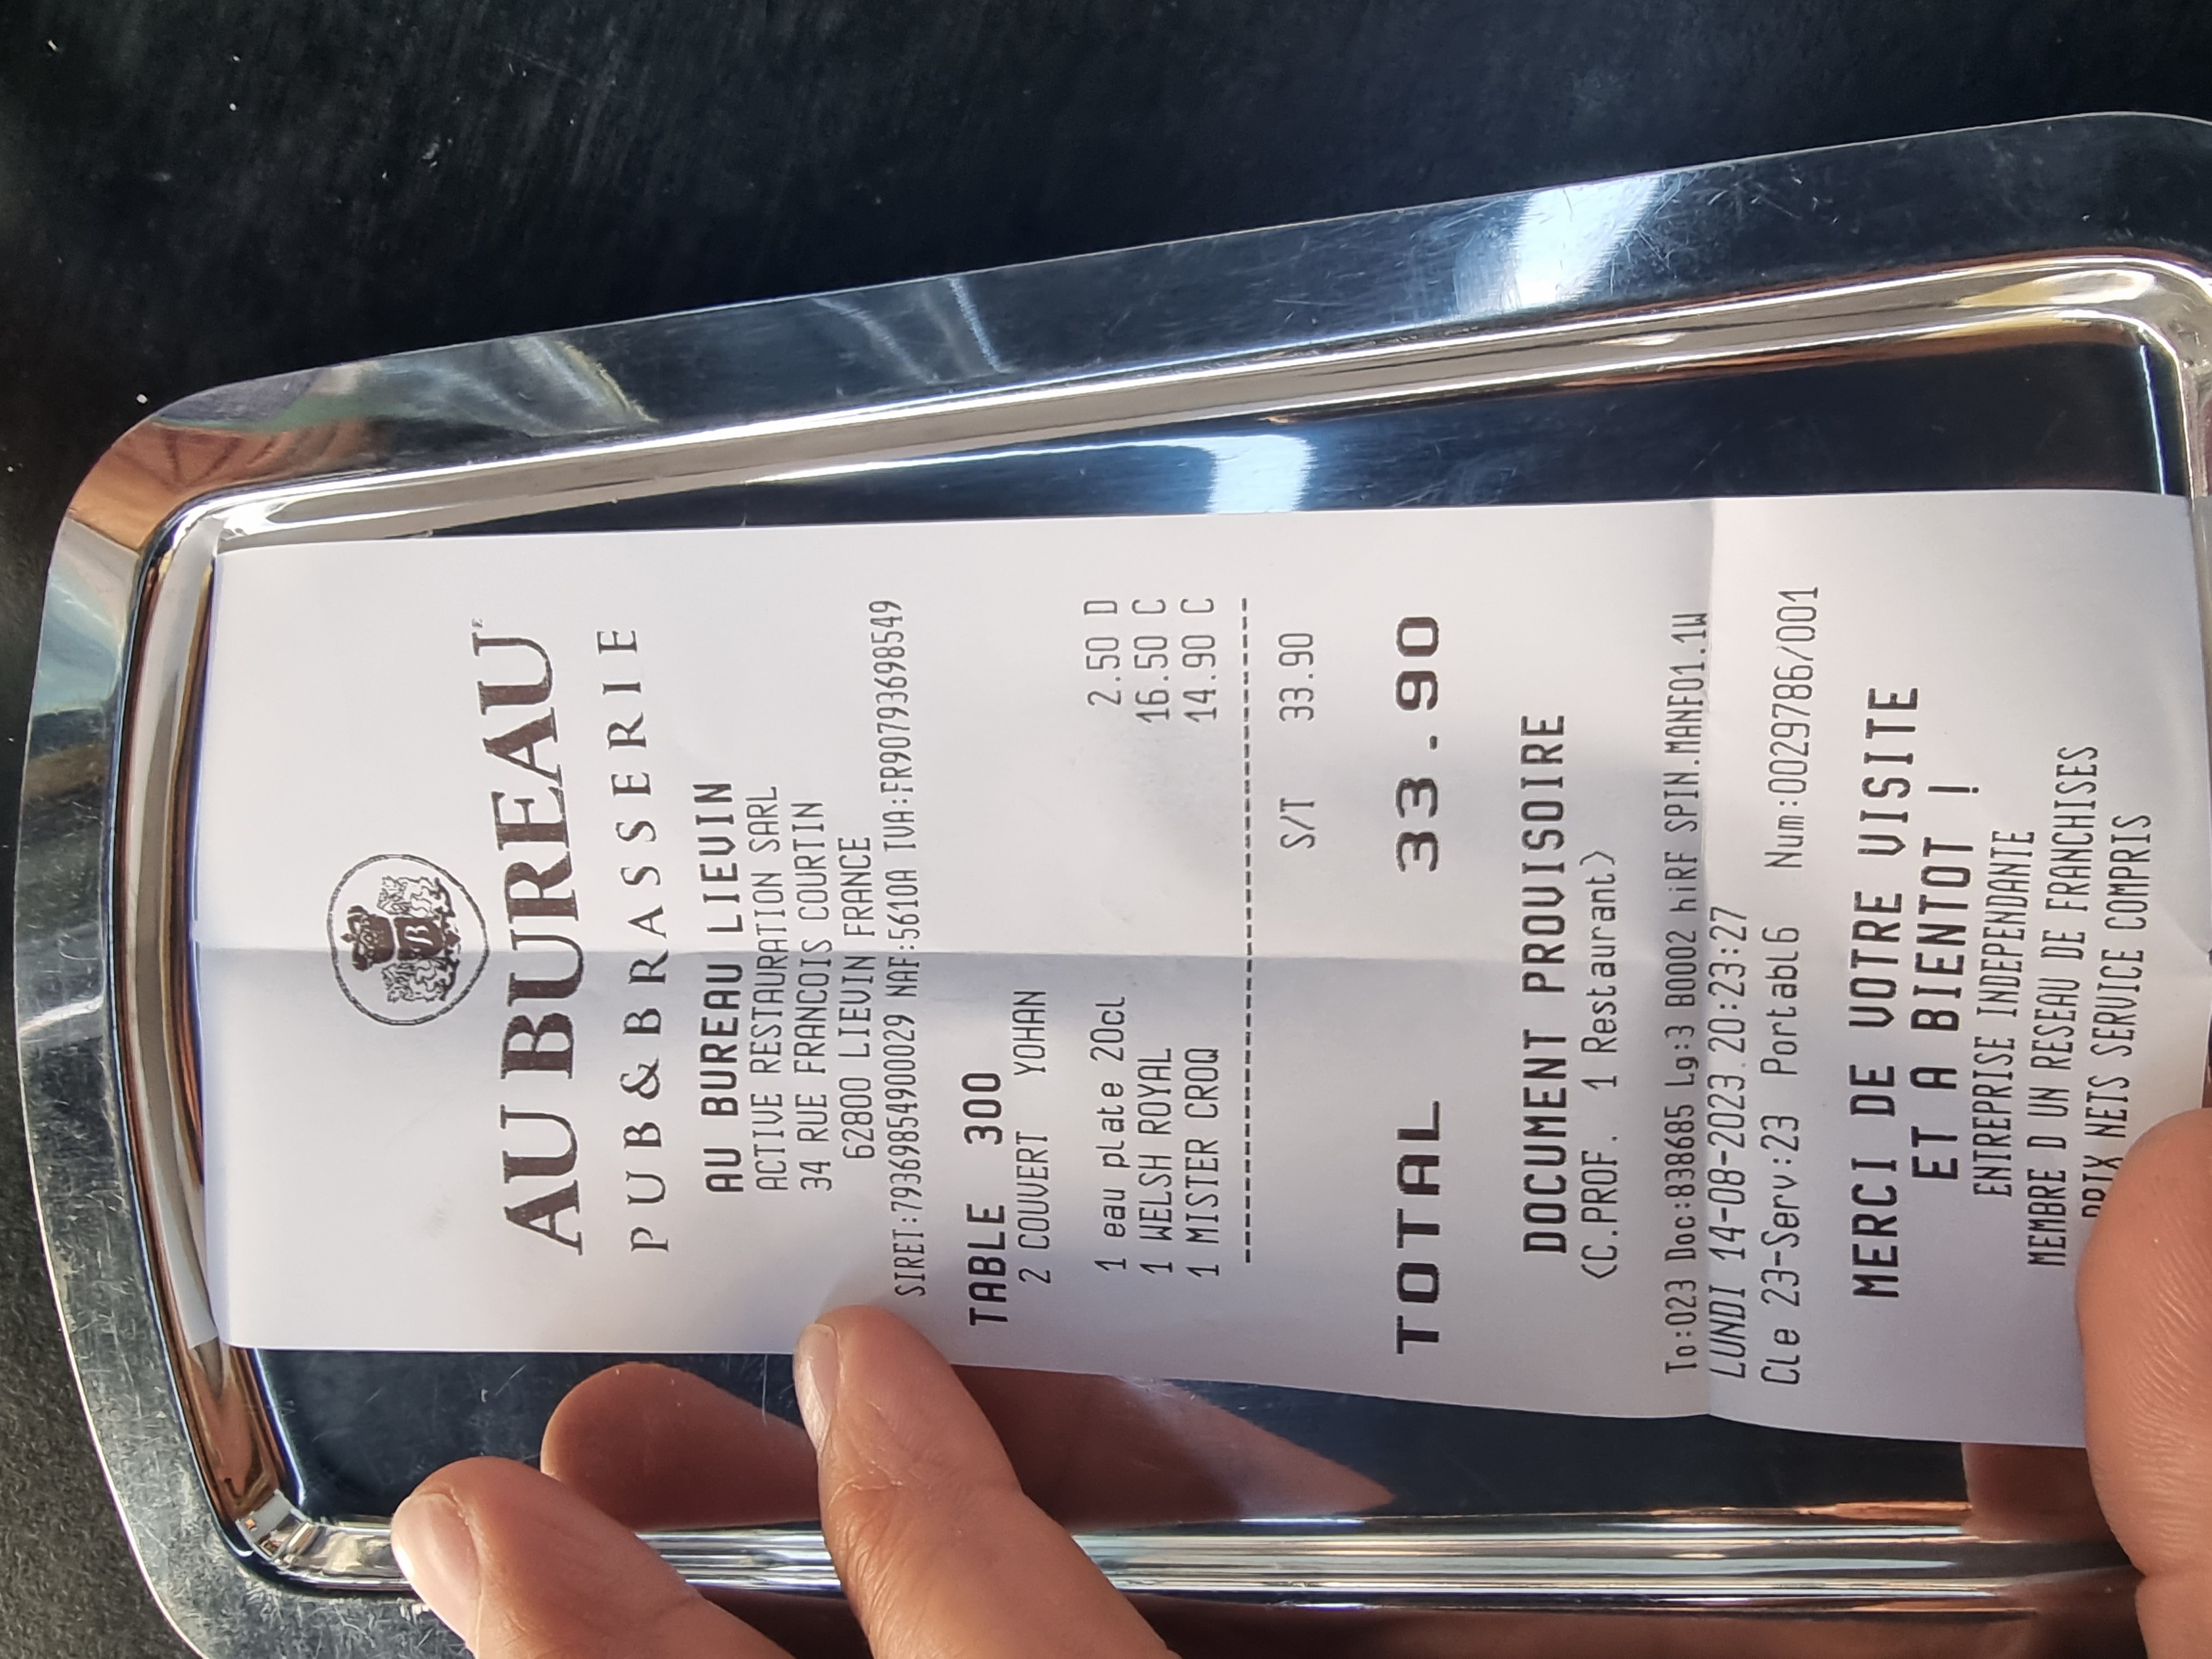 B
AU BUREAU
PUB & BRASSERIE
AU BUREAU LIEVIN
ACTIVE RESTAURATION SARL
34 RUE FRANCOIS COURTIN
62800 LIEVIN FRANCE
SIRET:79369854900029 NAF:5610A IVA:FR90793698549
TABLE 300
2 COUVERT YOHAN
1 eau plate 20cl 2.50 D
1 WELSH ROYAL 16.50 C
1 MISTER CROQ 14.90 C
S/T 33.90
TOTAL 33.90
DOCUMENT PROVISOIRE
<C.PROF. 1 Restaurant>
To:023 Doc:838685 Lg:3 B0002 hiRF SPIN.MANF01.1W
LUNDI 14-08-2023.20:23:27
Cle 23-Serv:23 Portabl6 Num:0029786/001
MERCI DE VOTRE VISITE
ET A BIENTOT !
ENTREPRISE INDEPENDANTE
MEMBRE D UN RESEAU DE FRANCHISES
PRIX NETS SERVICE COMPRIS